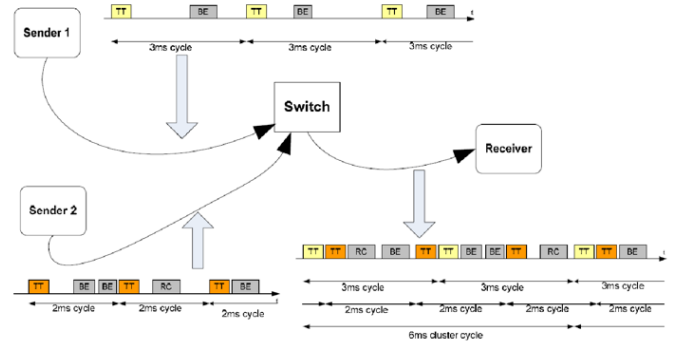 TT BE TT BE TT BE t
3ms cycle 3ms cycle 3ms cycle
Sender 1
Switch
Receiver
Sender 2
TT BE BE TT RC TT BE
2ms cycle 2ms cycle 2ms cycle
TT TT RC BE TT TT BE BE TT RC TT TT BE t
3ms cycle 3ms cycle 3ms cycle
2ms cycle 2ms cycle 2ms cycle 2ms cycle
6ms cluster cycle